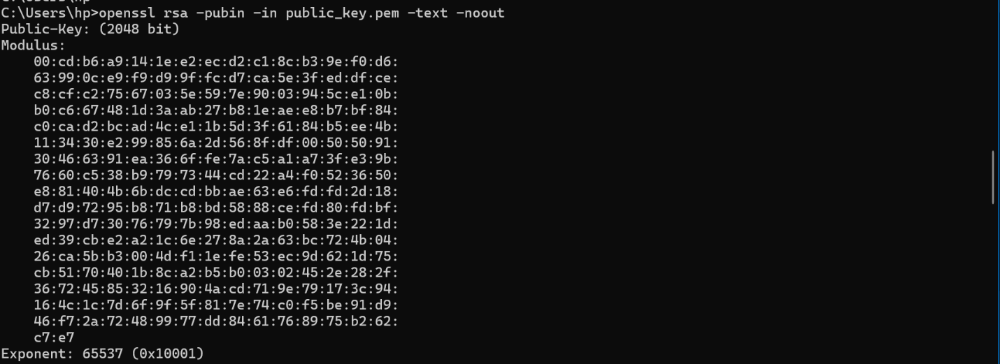 C:\Users\hp>openssl rsa -pubin -in public_key.pem -text -noout
Public-Key: (2048 bit)
Modulus:
    00:cd:b6:a9:14:1e:e2:ec:d2:c1:8c:b3:9e:f0:d6:
    63:99:0c:e9:f9:d9:9f:fc:d7:ca:5e:3f:ed:df:ce:
    c8:cf:c2:75:67:03:5e:59:7e:90:03:94:5c:e1:0b:
    b0:c6:67:48:1d:3a:ab:27:b8:1e:ae:e8:b7:bf:84:
    c0:ca:d2:bc:ad:4c:e1:1b:5d:3f:61:84:b5:ee:4b:
    11:34:30:e2:99:85:6a:2d:56:8f:df:00:50:50:91:
    30:46:63:91:ea:36:6f:fe:7a:c5:a1:a7:3f:e3:9b:
    76:60:c5:38:b9:79:73:44:cd:22:a4:f0:52:36:50:
    e8:81:40:4b:6b:dc:cd:bb:ae:63:e6:fd:fd:2d:18:
    d7:d9:72:95:b8:71:b8:bd:58:88:ce:fd:80:fd:bf:
    32:97:d7:30:76:79:7b:98:ed:aa:b0:58:3e:22:1d:
    ed:39:cb:e2:a2:1c:6e:27:8a:2a:63:bc:72:4b:04:
    26:ca:5b:b3:00:4d:f1:1e:fe:53:ec:9d:62:1d:75:
    cb:51:70:40:1b:8c:a2:b5:b0:03:02:45:2e:28:2f:
    36:72:45:85:32:16:90:4a:cd:71:9e:79:17:3c:94:
    16:4c:1c:7d:6f:9f:5f:81:7e:74:c0:f5:be:91:d9:
    46:f7:2a:72:48:99:77:dd:84:61:76:89:75:b2:62:
    c7:e7
Exponent: 65537 (0x10001)